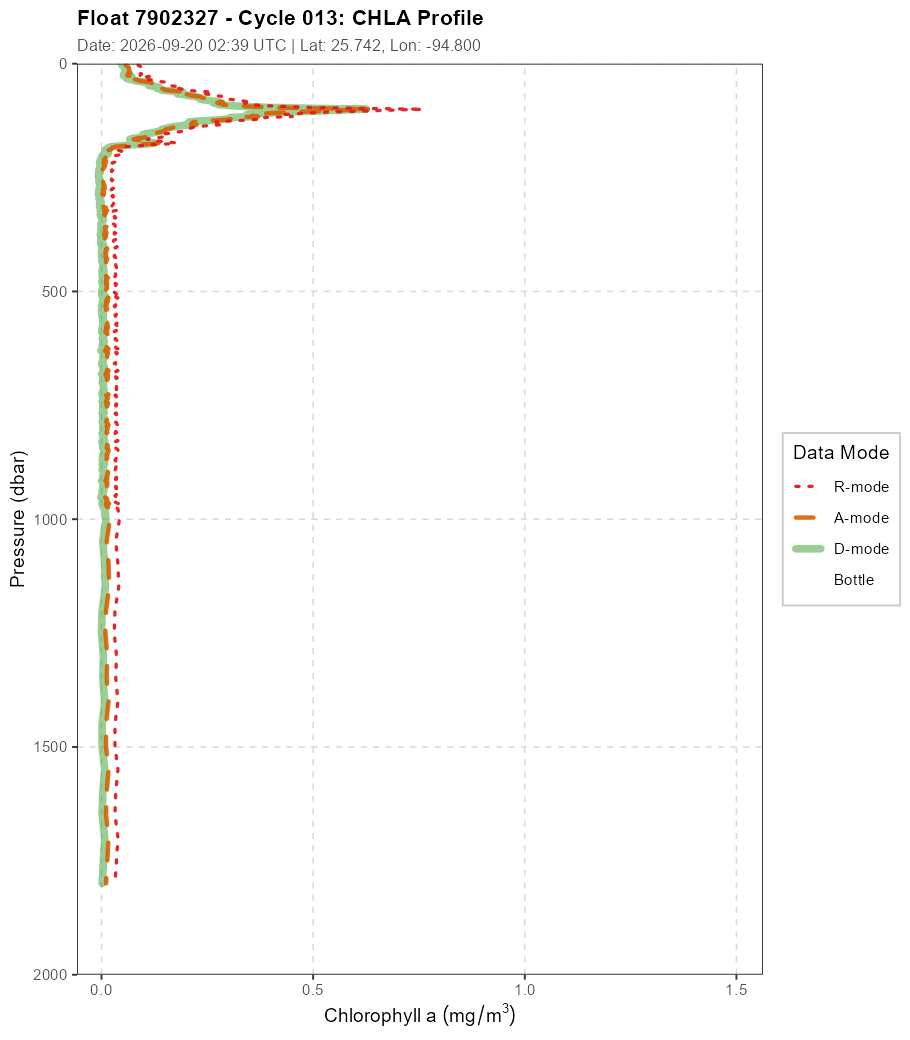 Float 7902327 - Cycle 013: CHLA Profile
Date: 2026-09-20 02:39 UTC | Lat: 25.742, Lon: -94.800
0
500
1000
1500
2000
Pressure (dbar)
0.0 0.5 1.0 1.5
Chlorophyll a (mg/m³)
Data Mode
R-mode
A-mode
D-mode
Bottle